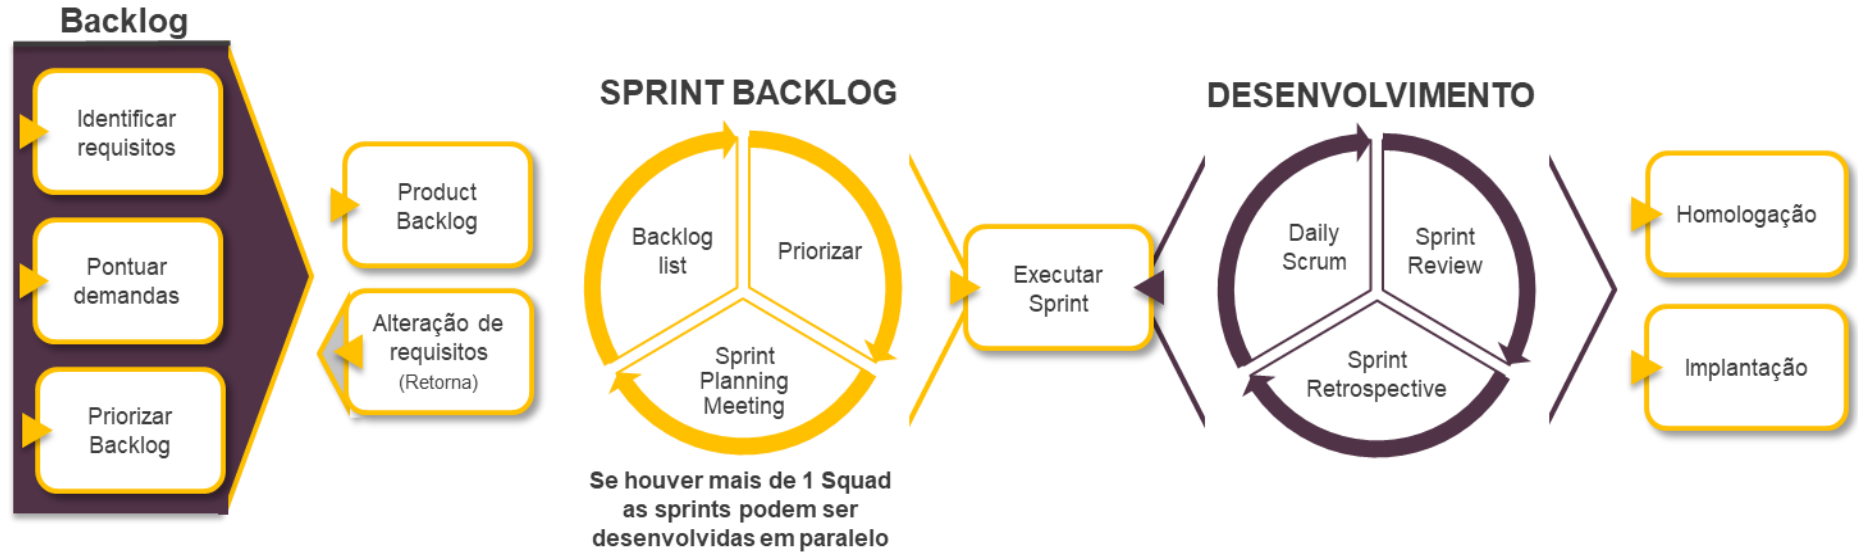 Backlog
Identificar
requisitos
Pontuar
demandas
Priorizar
Backlog
Product
Backlog
Alteração de
requisitos
(Retorna)
SPRINT BACKLOG
Backlog
list
Priorizar
Sprint
Planning
Meeting
Se houver mais de 1 Squad
as sprints podem ser
desenvolvidas em paralelo
Executar
Sprint
DESENVOLVIMENTO
Daily
Scrum
Sprint
Review
Sprint
Retrospective
Homologação
Implantação